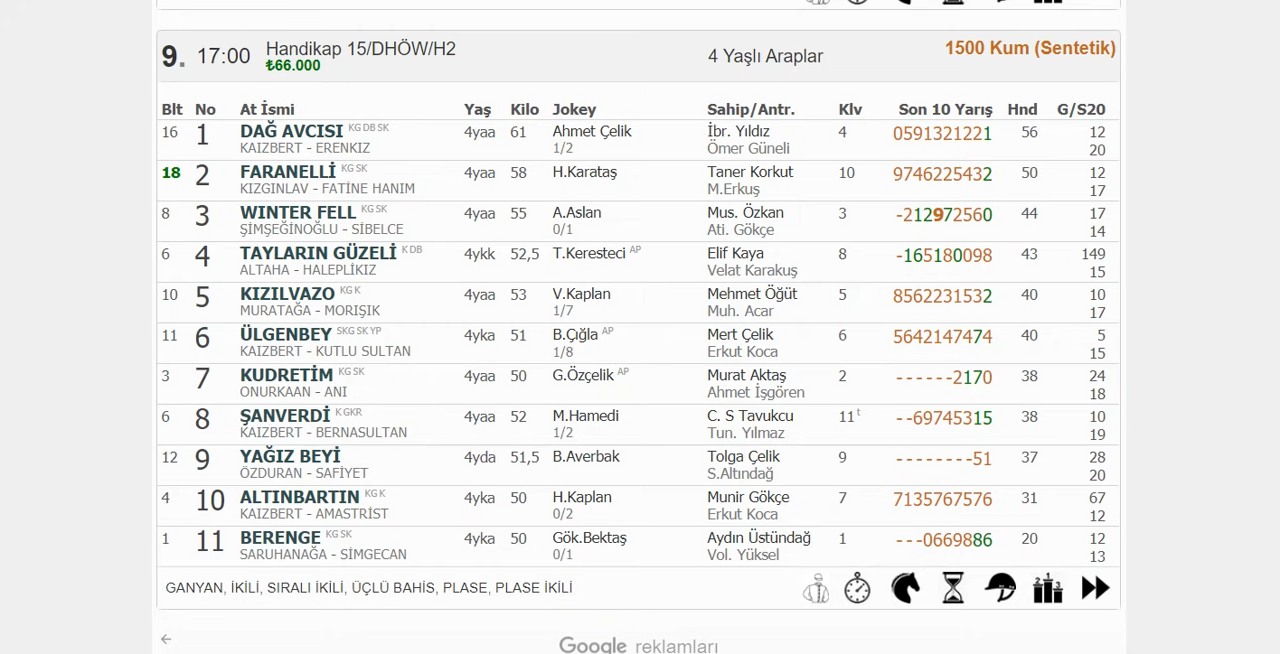 9. 17:00 Handikap 15/DHÖW/H2 4 Yaşlı Araplar 1500 Kum (Sentetik)
₺66.000
Blt No At İsmi Yaş Kilo Jokey Sahip/Antr. Klv Son 10 Yarış Hnd G/S20
16 1 DAĞ AVCISI KG DB SK 4yaa 61 Ahmet Çelik İbr. Yıldız 4 0591321221 56 12
KAIZBERT - ERENKIZ 1/2 Ömer Güneli 20
18 2 FARANELLİ KG SK 4yaa 58 H.Karataş Taner Korkut 10 9746225432 50 12
KIZGINLAV - FATİNE HANIM M.Erkuş 17
8 3 WINTER FELL KG SK 4yaa 55 A.Aslan Mus. Özkan 3 -212972560 44 17
ŞİMŞEĞİNOĞLU - SİBELCE 0/1 Ati. Gökçe 14
6 4 TAYLARIN GÜZELİ K DB 4ykk 52,5 T.Keresteci AP Elif Kaya 8 -165180098 43 149
ALTAHA - HALEPLİKIZ Velat Karakuş 15
10 5 KIZILVAZO KG K 4yaa 53 V.Kaplan Mehmet Öğüt 5 8562231532 40 10
MURATAĞA - MORIŞIK 1/7 Muh. Acar 17
11 6 ÜLGENBEY SKG SK YP 4yka 51 B.Çığla AP Mert Çelik 6 5642147474 40 5
KAIZBERT - KUTLU SULTAN 1/8 Erkut Koca 15
3 7 KUDRETİM KG SK 4yaa 50 G.Özçelik AP Murat Aktaş 2 ------2170 38 24
ONURKAAN - ANI Ahmet İşgören 18
6 8 ŞANVERDİ K GKR 4yaa 52 M.Hamedi C. S Tavukcu 11 t --69745315 38 10
KAIZBERT - BERNASULTAN 1/2 Tun. Yılmaz 19
12 9 YAĞIZ BEYİ 4yda 51,5 B.Averbak Tolga Çelik 9 --------51 37 28
ÖZDURAN - SAFİYET S.Altındağ 20
4 10 ALTINBARTIN KG K 4yka 50 H.Kaplan Munir Gökçe 7 7135767576 31 67
KAIZBERT - AMASTRİST 0/2 Erkut Koca 12
1 11 BERENGE KG SK 4yka 50 Gök.Bektaş Aydın Üstündağ 1 ---0669886 20 12
SARUHANAĞA - SİMGECAN 0/1 Vol. Yüksel 13
GANYAN, İKİLİ, SIRALI İKİLİ, ÜÇLÜ BAHİS, PLASE, PLASE İKİLİ
Google reklamları